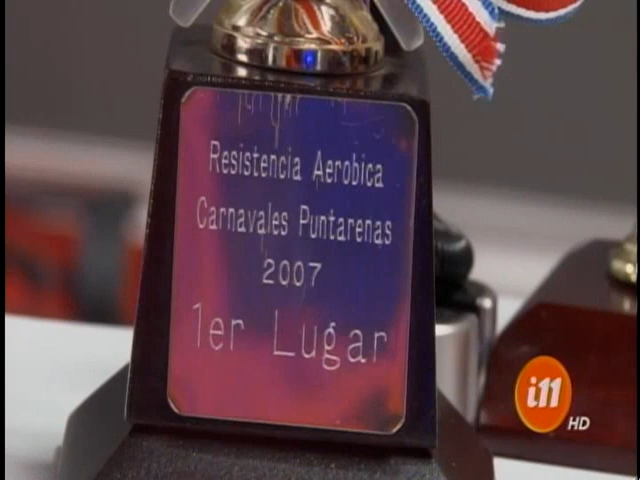 Resistencia Aerobica
Carnavales Puntarenas
2007
1er Lugar
i11
HD